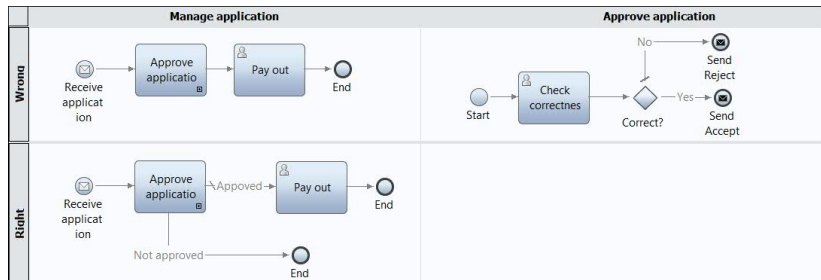 Manage application
Approve application
Wrong
Receive
applicat
ion
Approve
applicatio
Pay out
End
Start
Check
correctnes
Correct?
No
Send
Reject
Yes
Send
Accept
Right
Receive
applicat
ion
Approve
applicatio
Appoved
Pay out
End
Not approved
End